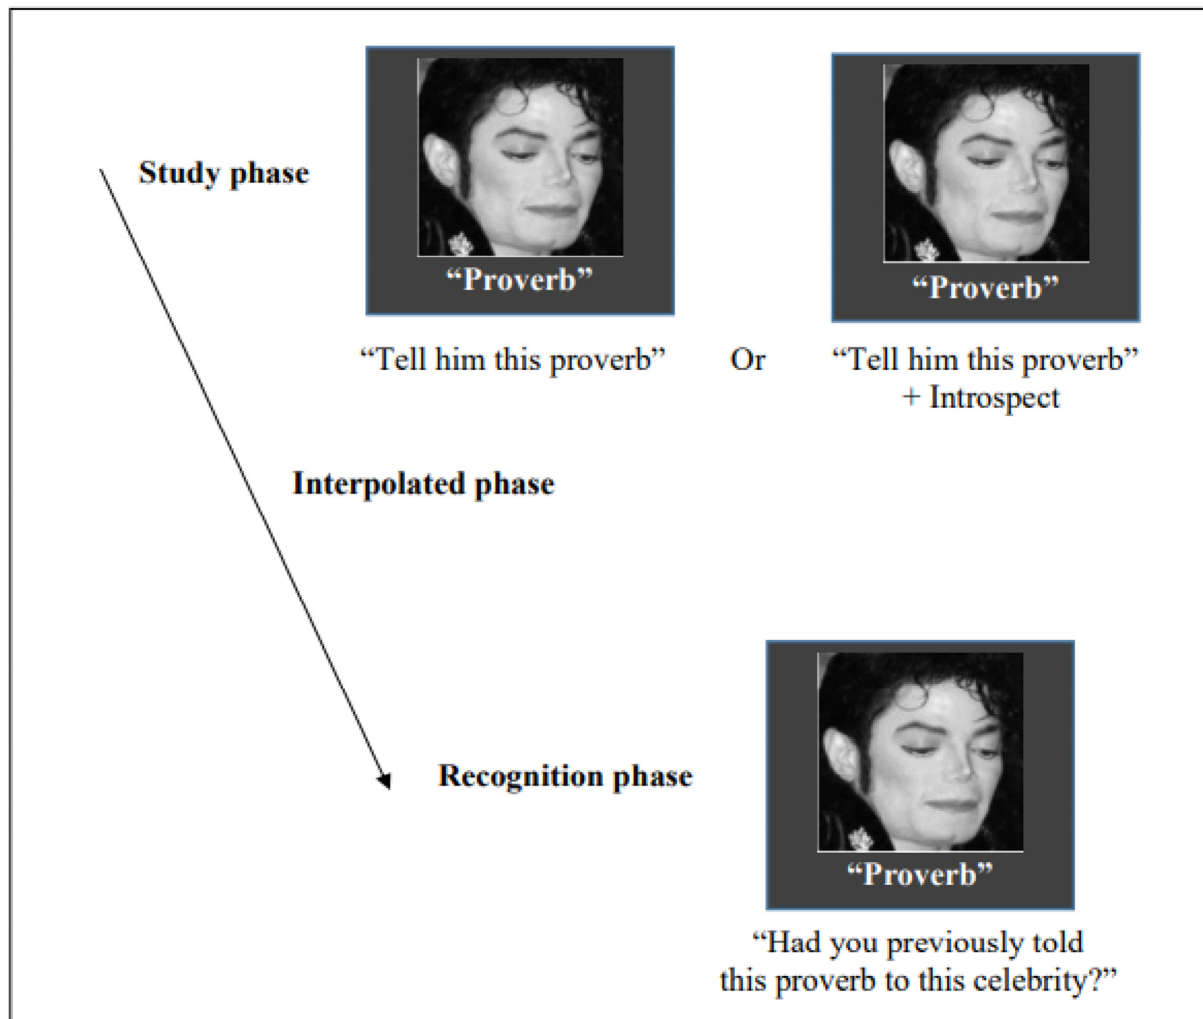 Study phase
“Proverb”
“Proverb”
“Tell him this proverb”
Or
“Tell him this proverb”
+ Introspect
Interpolated phase
Recognition phase
“Proverb”
“Had you previously told
this proverb to this celebrity?”